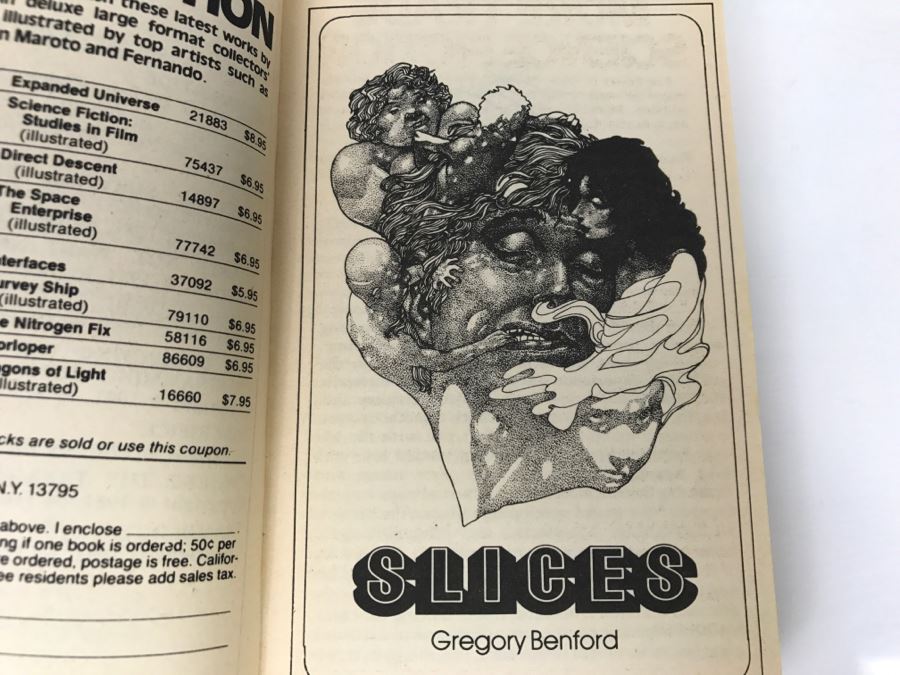 TION
n these latest works by
deluxe large format collectors'
illustrated by top artists such as
n Maroto and Fernando.
Expanded Universe 21883 $8.95
Science Fiction:
Studies in Film
(illustrated) 75437 $6.95
Direct Descent
(illustrated) 14897 $6.95
The Space
Enterprise
(illustrated) 77742 $6.95
terfaces 37092 $5.95
urvey Ship
(illustrated) 79110 $6.95
e Nitrogen Fix 58116 $6.95
orloper 86609 $6.95
agons of Light
llustrated) 16660 $7.95
cks are sold or use this coupon.
N.Y. 13795
above. I enclose
ng if one book is ordered; 50¢ per
e ordered, postage is free. Califor-
ee residents please add sales tax.
SLICES
Gregory Benford